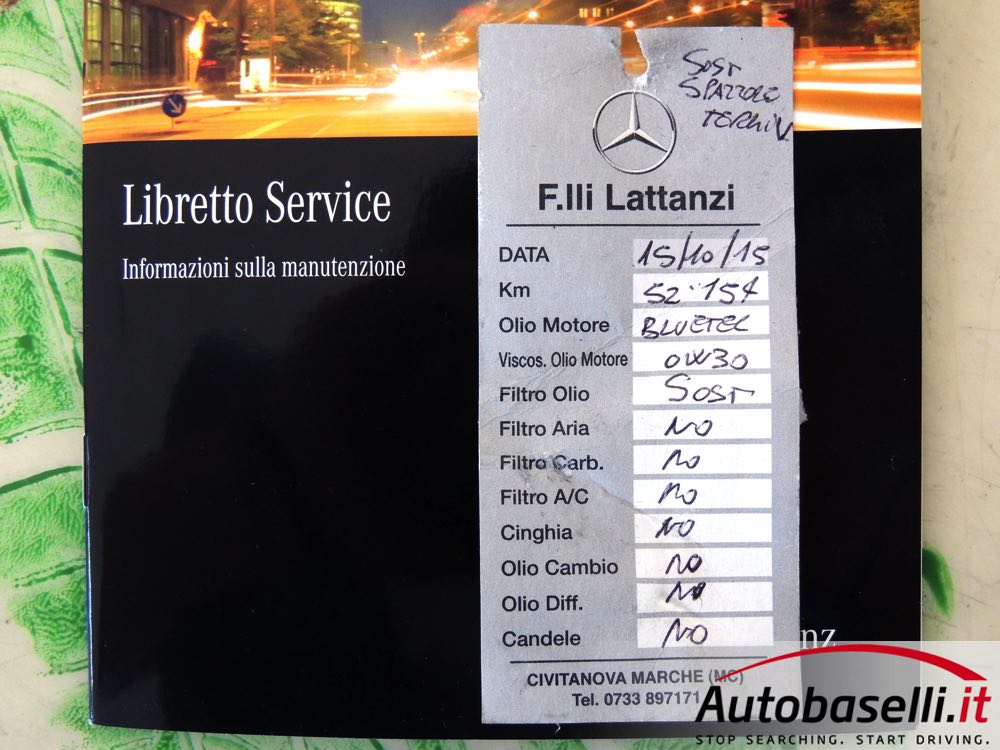 Libretto Service
Informazioni sulla manutenzione
SOST
SPAZZOLE
TERGIV
F.lli Lattanzi
DATA 15/10/15
Km 52.154
Olio Motore BLUETEC
Viscos. Olio Motore 0W30
Filtro Olio SOST
Filtro Aria NO
Filtro Carb. NO
Filtro A/C NO
Cinghia NO
Olio Cambio NO
Olio Diff. NO
Candele NO
CIVITANOVA MARCHE (MC)
Tel. 0733 897171
nz
Autobaselli.it
STOP SEARCHING. START DRIVING.